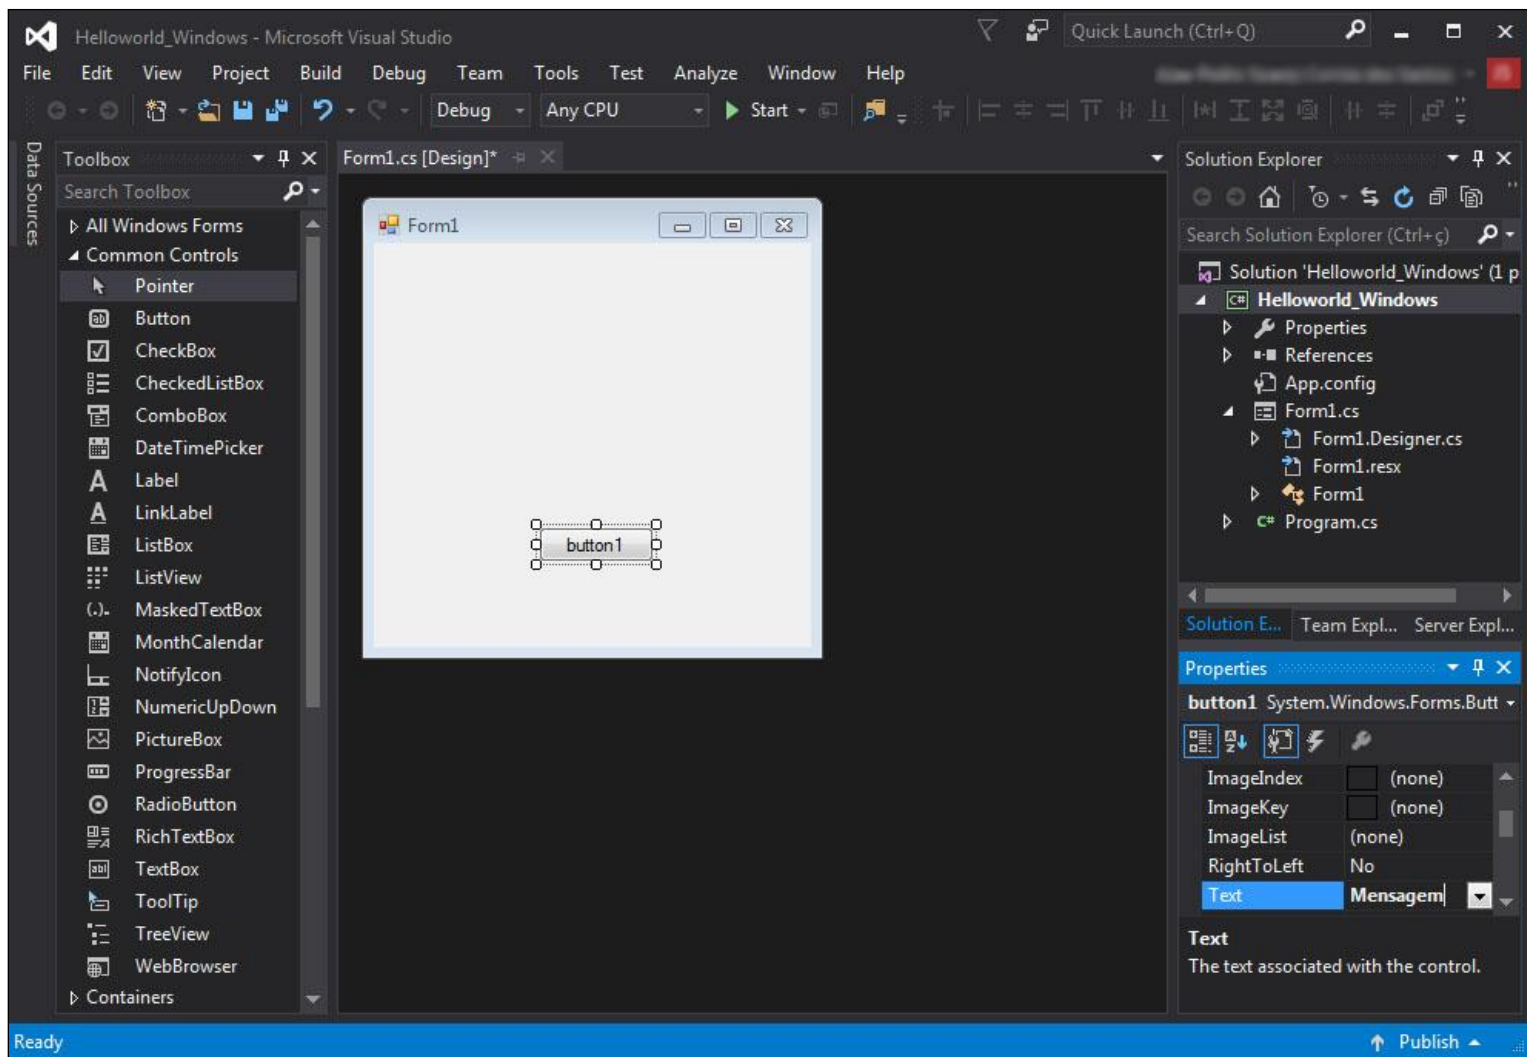 Helloworld_Windows - Microsoft Visual Studio
Quick Launch (Ctrl+Q)
File Edit View Project Build Debug Team Tools Test Analyze Window Help
Debug Any CPU Start
Data Sources
Toolbox
Search Toolbox
All Windows Forms
Common Controls
Pointer
Button
CheckBox
CheckedListBox
ComboBox
DateTimePicker
Label
LinkLabel
ListBox
ListView
MaskedTextBox
MonthCalendar
NotifyIcon
NumericUpDown
PictureBox
ProgressBar
RadioButton
RichTextBox
TextBox
ToolTip
TreeView
WebBrowser
Containers
Form1.cs [Design]*
Form1
button1
Solution Explorer
Search Solution Explorer (Ctrl+ç)
Solution 'Helloworld_Windows' (1 p
Helloworld_Windows
Properties
References
App.config
Form1.cs
Form1.Designer.cs
Form1.resx
Form1
Program.cs
Solution E... Team Expl... Server Expl...
Properties
button1 System.Windows.Forms.Butt
ImageIndex (none)
ImageKey (none)
ImageList (none)
RightToLeft No
Text Mensagem
Text
The text associated with the control.
Ready
Publish